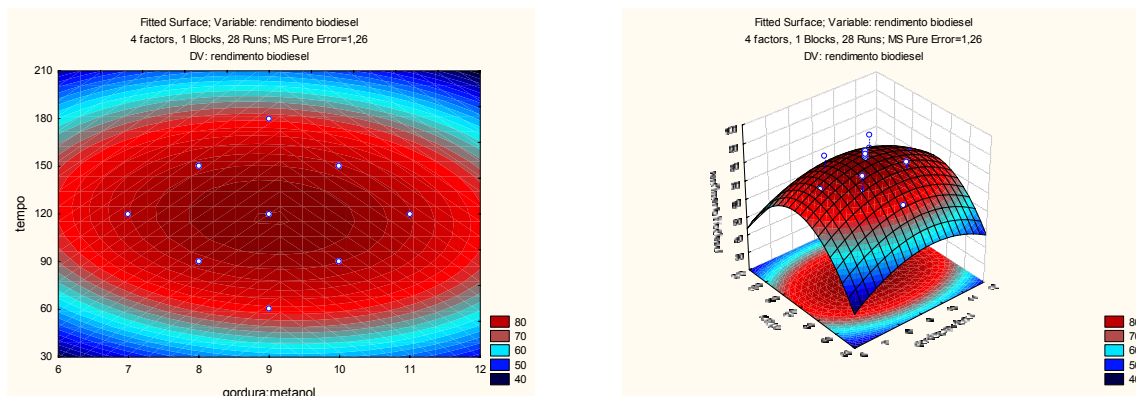 Fitted Surface; Variable: rendimento biodiesel
4 factors, 1 Blocks, 28 Runs; MS Pure Error=1,26
DV: rendimento biodiesel
210
180
150
120
90
60
30
tempo
6 7 8 9 10 11 12
gordura:metanol
80
70
60
50
40
Fitted Surface; Variable: rendimento biodiesel
4 factors, 1 Blocks, 28 Runs; MS Pure Error=1,26
DV: rendimento biodiesel
80
70
60
50
40